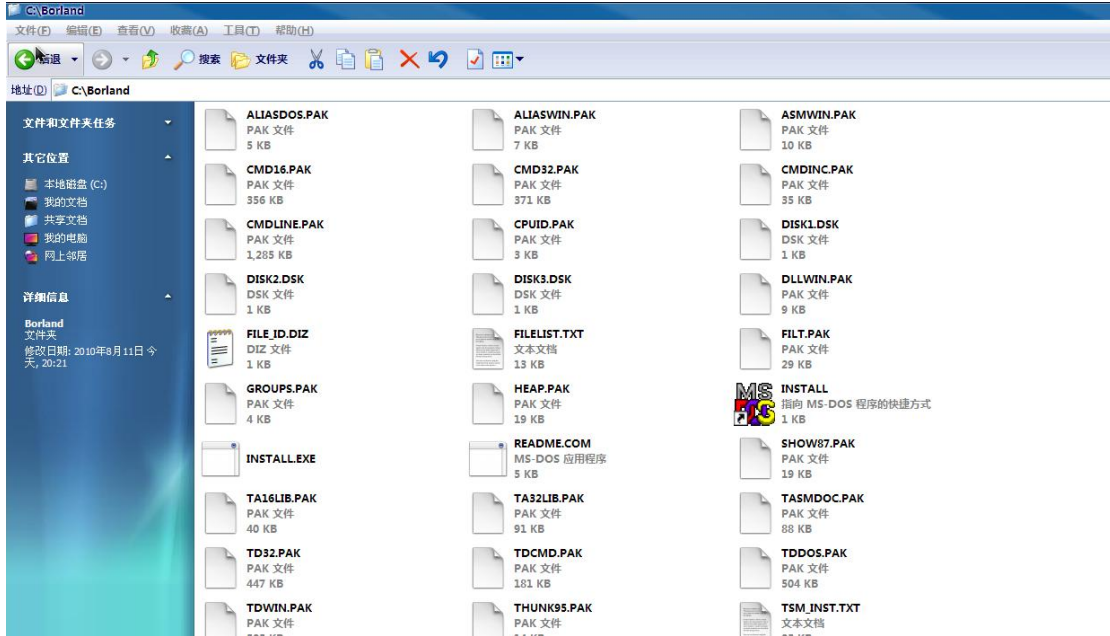 C:\Borland
文件(F) 编辑(E) 查看(V) 收藏(A) 工具(T) 帮助(H)
后退 搜索 文件夹
地址(D) C:\Borland
文件和文件夹任务
其它位置
本地磁盘 (C:)
我的文档
共享文档
我的电脑
网上邻居
详细信息
Borland
文件夹
修改日期: 2010年8月11日 今
天, 20:21
ALIASDOS.PAK
PAK 文件
5 KB
ALIASWIN.PAK
PAK 文件
7 KB
ASMWIN.PAK
PAK 文件
10 KB
CMD16.PAK
PAK 文件
356 KB
CMD32.PAK
PAK 文件
371 KB
CMDINC.PAK
PAK 文件
35 KB
CMDLINE.PAK
PAK 文件
1,285 KB
CPUID.PAK
PAK 文件
3 KB
DISK1.DSK
DSK 文件
1 KB
DISK2.DSK
DSK 文件
1 KB
DISK3.DSK
DSK 文件
1 KB
DLLWIN.PAK
PAK 文件
9 KB
FILE_ID.DIZ
DIZ 文件
1 KB
FILELIST.TXT
文本文档
13 KB
FILT.PAK
PAK 文件
29 KB
GROUPS.PAK
PAK 文件
4 KB
HEAP.PAK
PAK 文件
19 KB
MS
DOS
INSTALL
指向 MS-DOS 程序的快捷方式
1 KB
INSTALL.EXE
README.COM
MS-DOS 应用程序
5 KB
SHOW87.PAK
PAK 文件
19 KB
TA16LIB.PAK
PAK 文件
40 KB
TA32LIB.PAK
PAK 文件
91 KB
TASMDOC.PAK
PAK 文件
88 KB
TD32.PAK
PAK 文件
447 KB
TDCMD.PAK
PAK 文件
181 KB
TDDOS.PAK
PAK 文件
504 KB
TDWIN.PAK
PAK 文件
THUNK95.PAK
PAK 文件
TSM_INST.TXT
文本文档